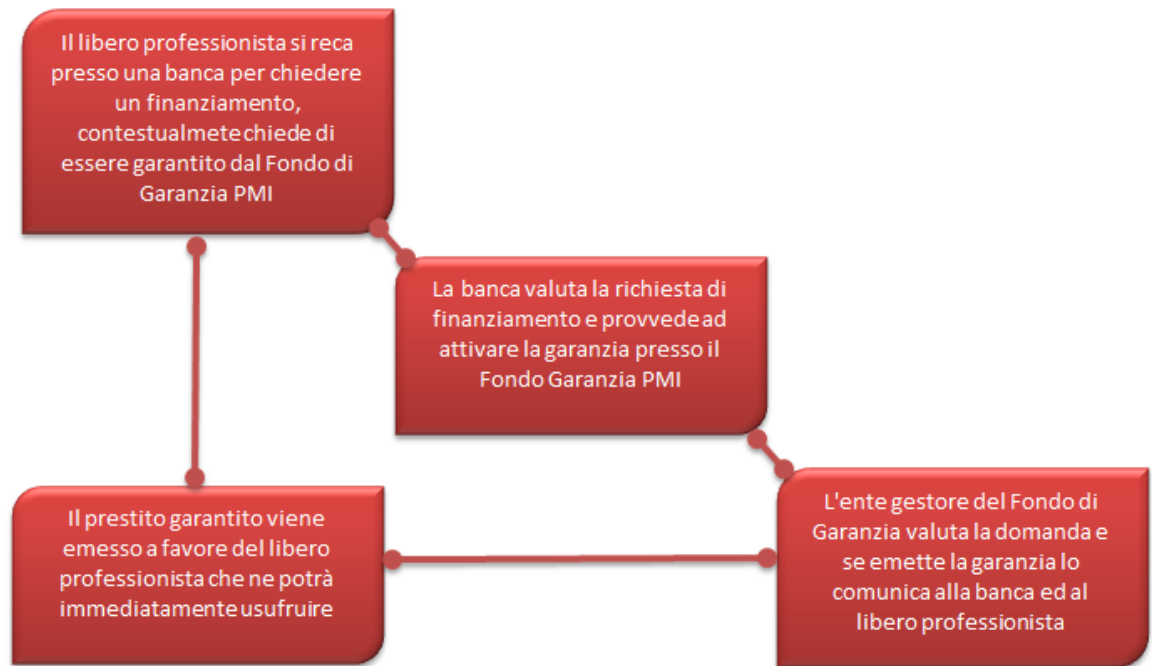 Il libero professionista si reca
presso una banca per chiedere
un finanziamento,
contestualmete chiede di
essere garantito dal Fondo di
Garanzia PMI
La banca valuta la richiesta di
finanziamento e provvede ad
attivare la garanzia presso il
Fondo Garanzia PMI
L'ente gestore del Fondo di
Garanzia valuta la domanda e
se emette la garanzia lo
comunica alla banca ed al
libero professionista
Il prestito garantito viene
emesso a favore del libero
professionista che ne potrà
immediatamente usufruire